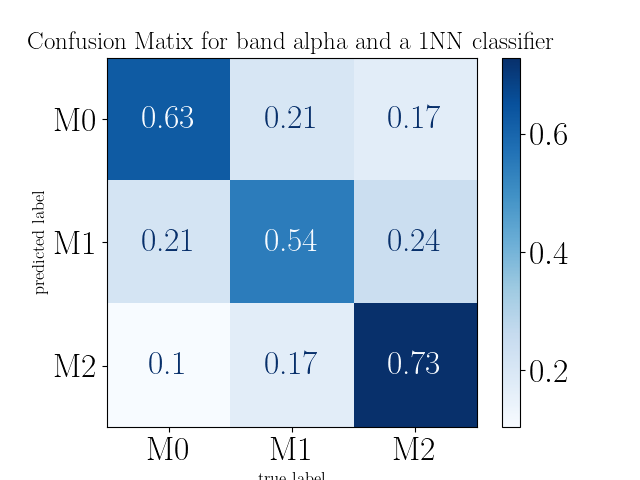 Confusion Matix for band alpha and a 1NN classifier
M0
0.63
0.21
0.17
0.6
predicted label
M1
0.21
0.54
0.24
0.4
M2
0.1
0.17
0.73
0.2
M0
M1
M2
true label